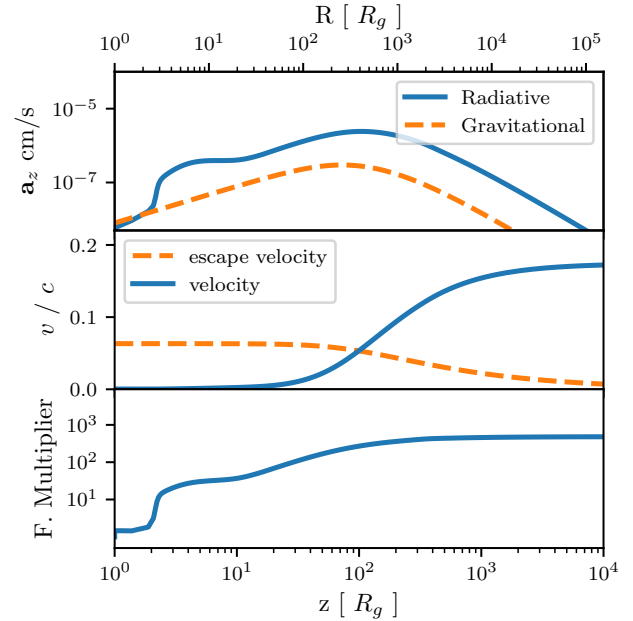 R [ R_g ]
10^0 10^1 10^2 10^3 10^4 10^5
a_z cm/s
10^-5
10^-7
Radiative
Gravitational
v / c
0.2
0.1
0.0
escape velocity
velocity
F. Multiplier
10^3
10^2
10^1
10^0 10^1 10^2 10^3 10^4
z [ R_g ]